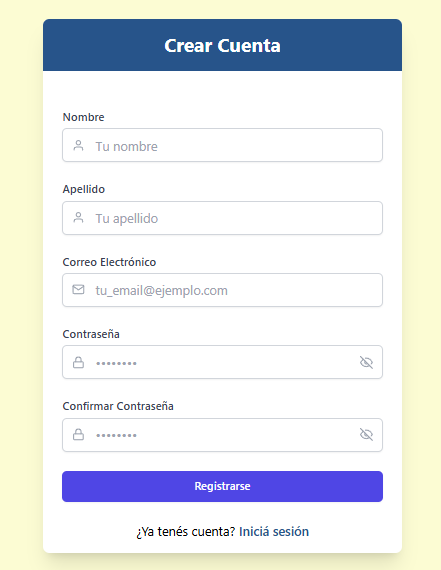 Crear Cuenta
Nombre
Tu nombre
Apellido
Tu apellido
Correo Electrónico
tu_email@ejemplo.com
Contraseña
••••••••
Confirmar Contraseña
••••••••
Registrarse
¿Ya tenés cuenta? Iniciá sesión